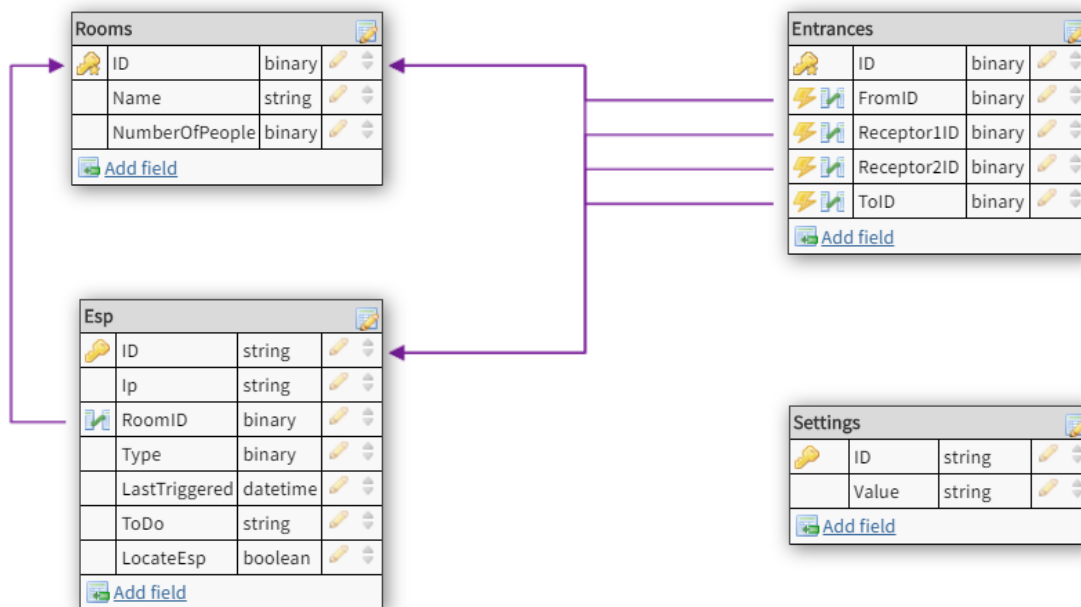 Rooms
ID binary
Name string
NumberOfPeople binary
Add field
Entrances
ID binary
FromID binary
Receptor1ID binary
Receptor2ID binary
ToID binary
Add field
Esp
ID string
Ip string
RoomID binary
Type binary
LastTriggered datetime
ToDo string
LocateEsp boolean
Add field
Settings
ID string
Value string
Add field